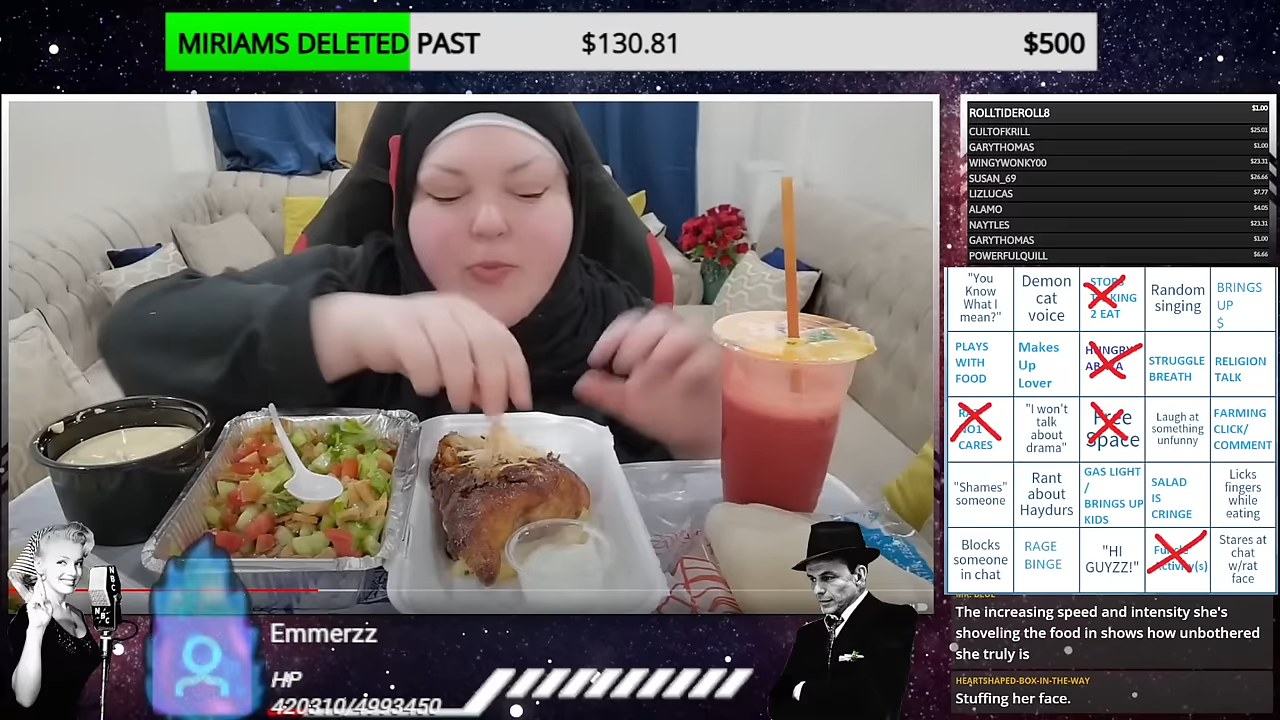 MIRIAMS DELETED PAST $130.81 $500
ROLLTIDEROLL8 $1.00
CULTOFKRILL $25.01
GARYTHOMAS $1.00
WINGYWONKY00 $23.31
SUSAN_69 $26.66
LIZLUCAS $7.77
ALAMO $4.05
NAYTLES $23.31
GARYTHOMAS $1.00
POWERFULQUILL $6.66
"You
Know
What I
mean?"
Demon
cat
voice
2 EAT
Random
singing
BRINGS
UP
$
PLAYS
WITH
FOOD
Makes
Up
Lover
HUNGRY
STRUGGLE
BREATH
RELIGION
TALK
CARES
"I won't
talk
about
drama"
Free
Space
Laugh at
something
unfunny
FARMING
CLICK/
COMMENT
"Shames"
someone
Rant
about
Haydurs
GAS LIGHT
/
BRINGS UP
KIDS
SALAD
IS
CRINGE
Licks
fingers
while
eating
Blocks
someone
in chat
RAGE
BINGE
"HI
GUYZZ!"
Stares at
chat
w/rat
face
The increasing speed and intensity she's
shoveling the food in shows how unbothered
she truly is
HEARTSHAPED-BOX-IN-THE-WAY
Stuffing her face.
NBC
NBC
Emmerzz
HP
420310/4993450